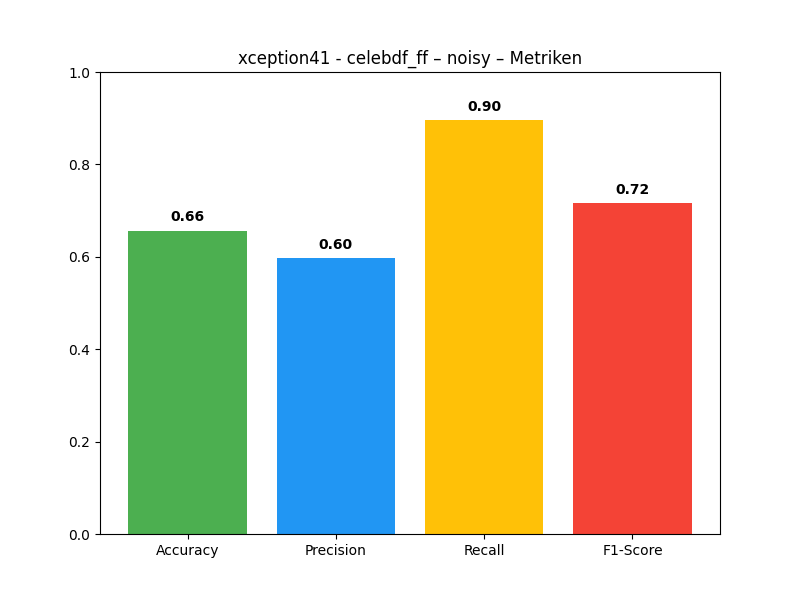 xception41 - celebdf_ff – noisy – Metriken
1.0
0.8
0.6
0.4
0.2
0.0
0.66
0.60
0.90
0.72
Accuracy
Precision
Recall
F1-Score